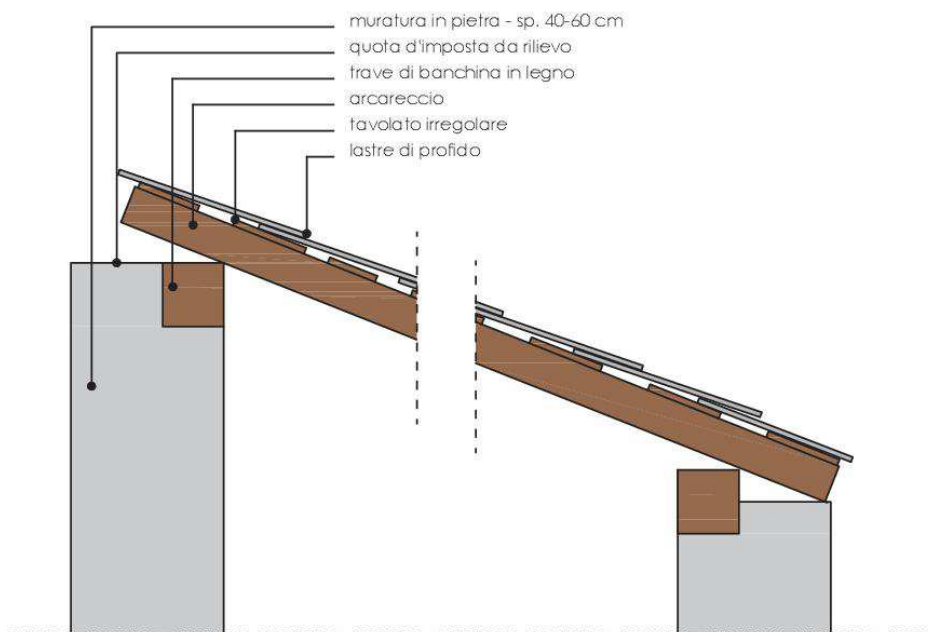 muratura in pietra - sp. 40-60 cm
quota d'imposta da rilievo
trave di banchina in legno
arcareccio
tavolato irregolare
lastre di profido